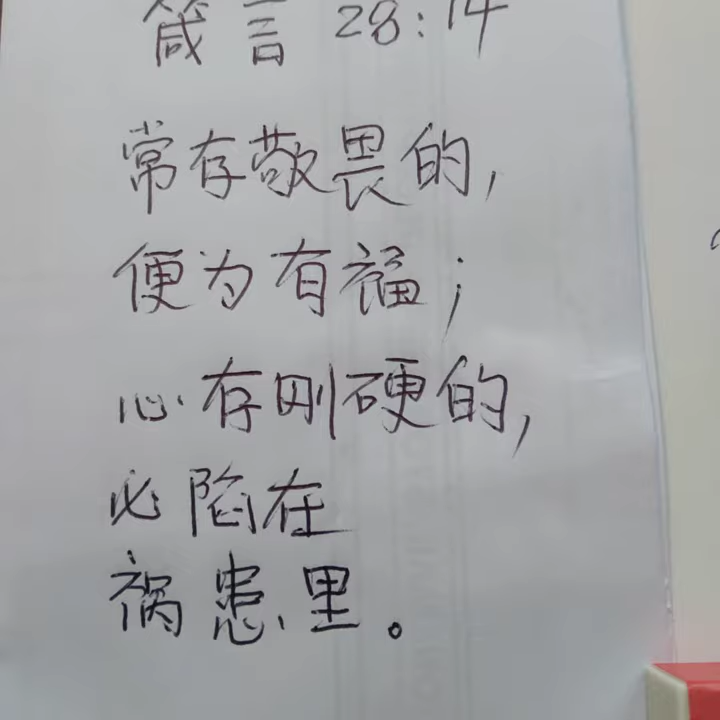 箴言 28:14
常存敬畏的,
便为有福;
心存刚硬的,
必陷在
祸患里。